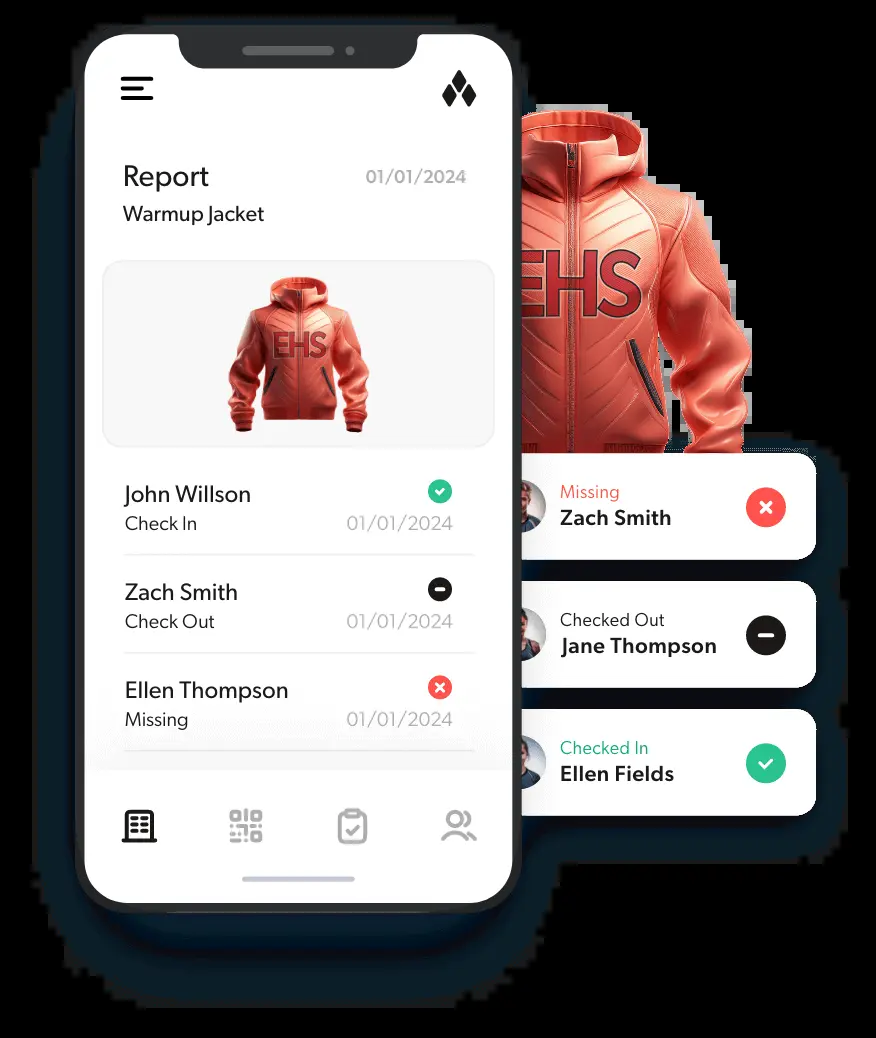 Report
01/01/2024
Warmup Jacket
EHS
John Willson
Check In
01/01/2024
Zach Smith
Check Out
01/01/2024
Ellen Thompson
Missing
01/01/2024
EHS
Missing
Zach Smith
Checked Out
Jane Thompson
Checked In
Ellen Fields